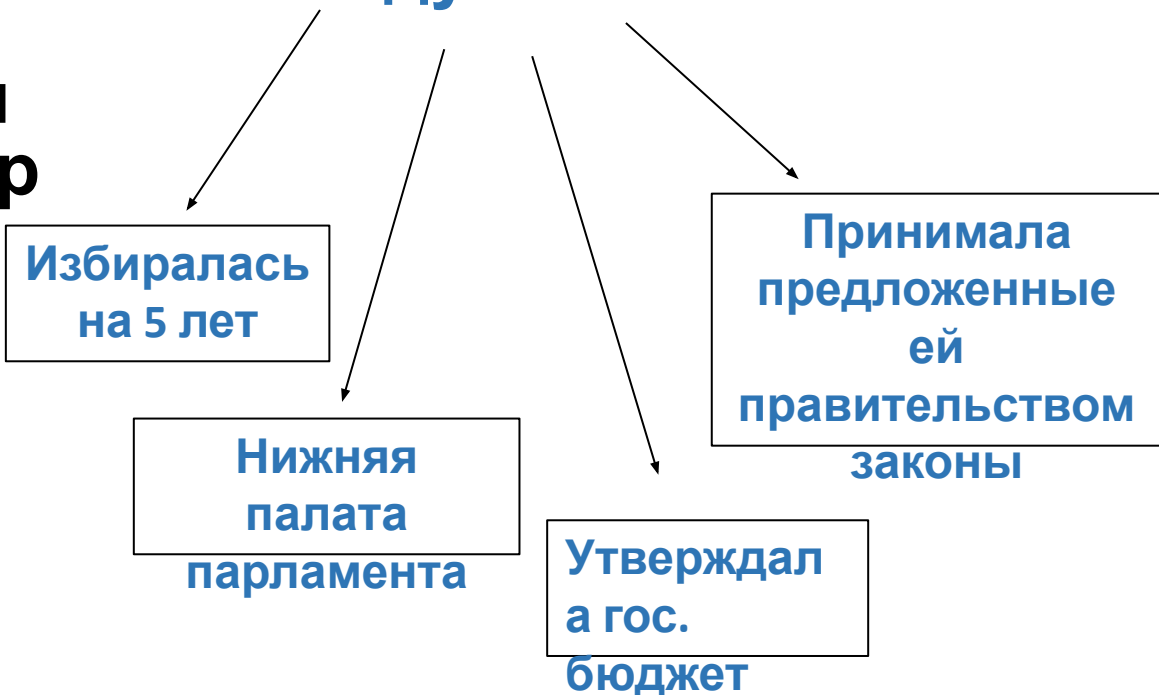 Избиралась
на 5 лет
Нижняя
палата
парламента
Утверждал
а гос.
бюджет
Принимала
предложенные
ей
правительством
законы